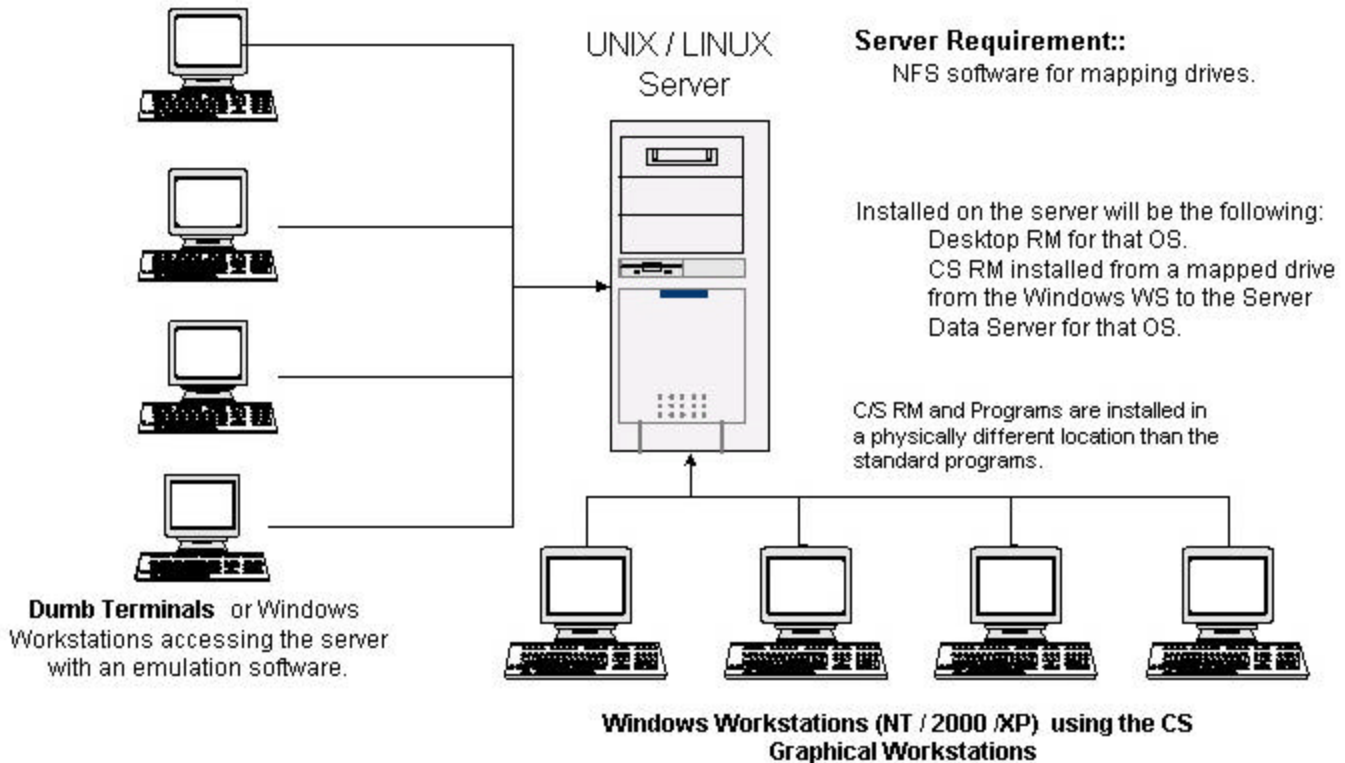 UNIX / LINUX
Server
Server Requirement::
NFS software for mapping drives.
Installed on the server will be the following:
Desktop RM for that OS.
CS RM installed from a mapped drive
from the Windows WS to the Server
Data Server for that OS.
C/S RM and Programs are installed in
a physically different location than the
standard programs.
Dumb Terminals or Windows
Workstations accessing the server
with an emulation software.
Windows Workstations (NT / 2000 /XP) using the CS
Graphical Workstations